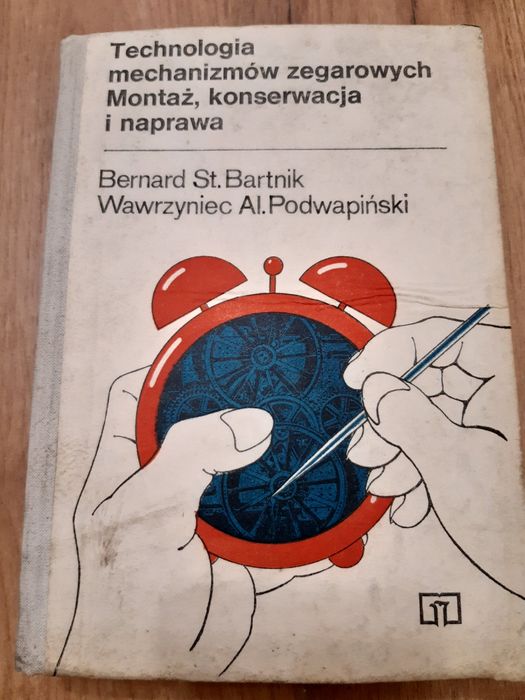 Technologia
mechanizmów zegarowych
Montaż, konserwacja
i naprawa
Bernard St. Bartnik
Wawrzyniec Al. Podwapiński